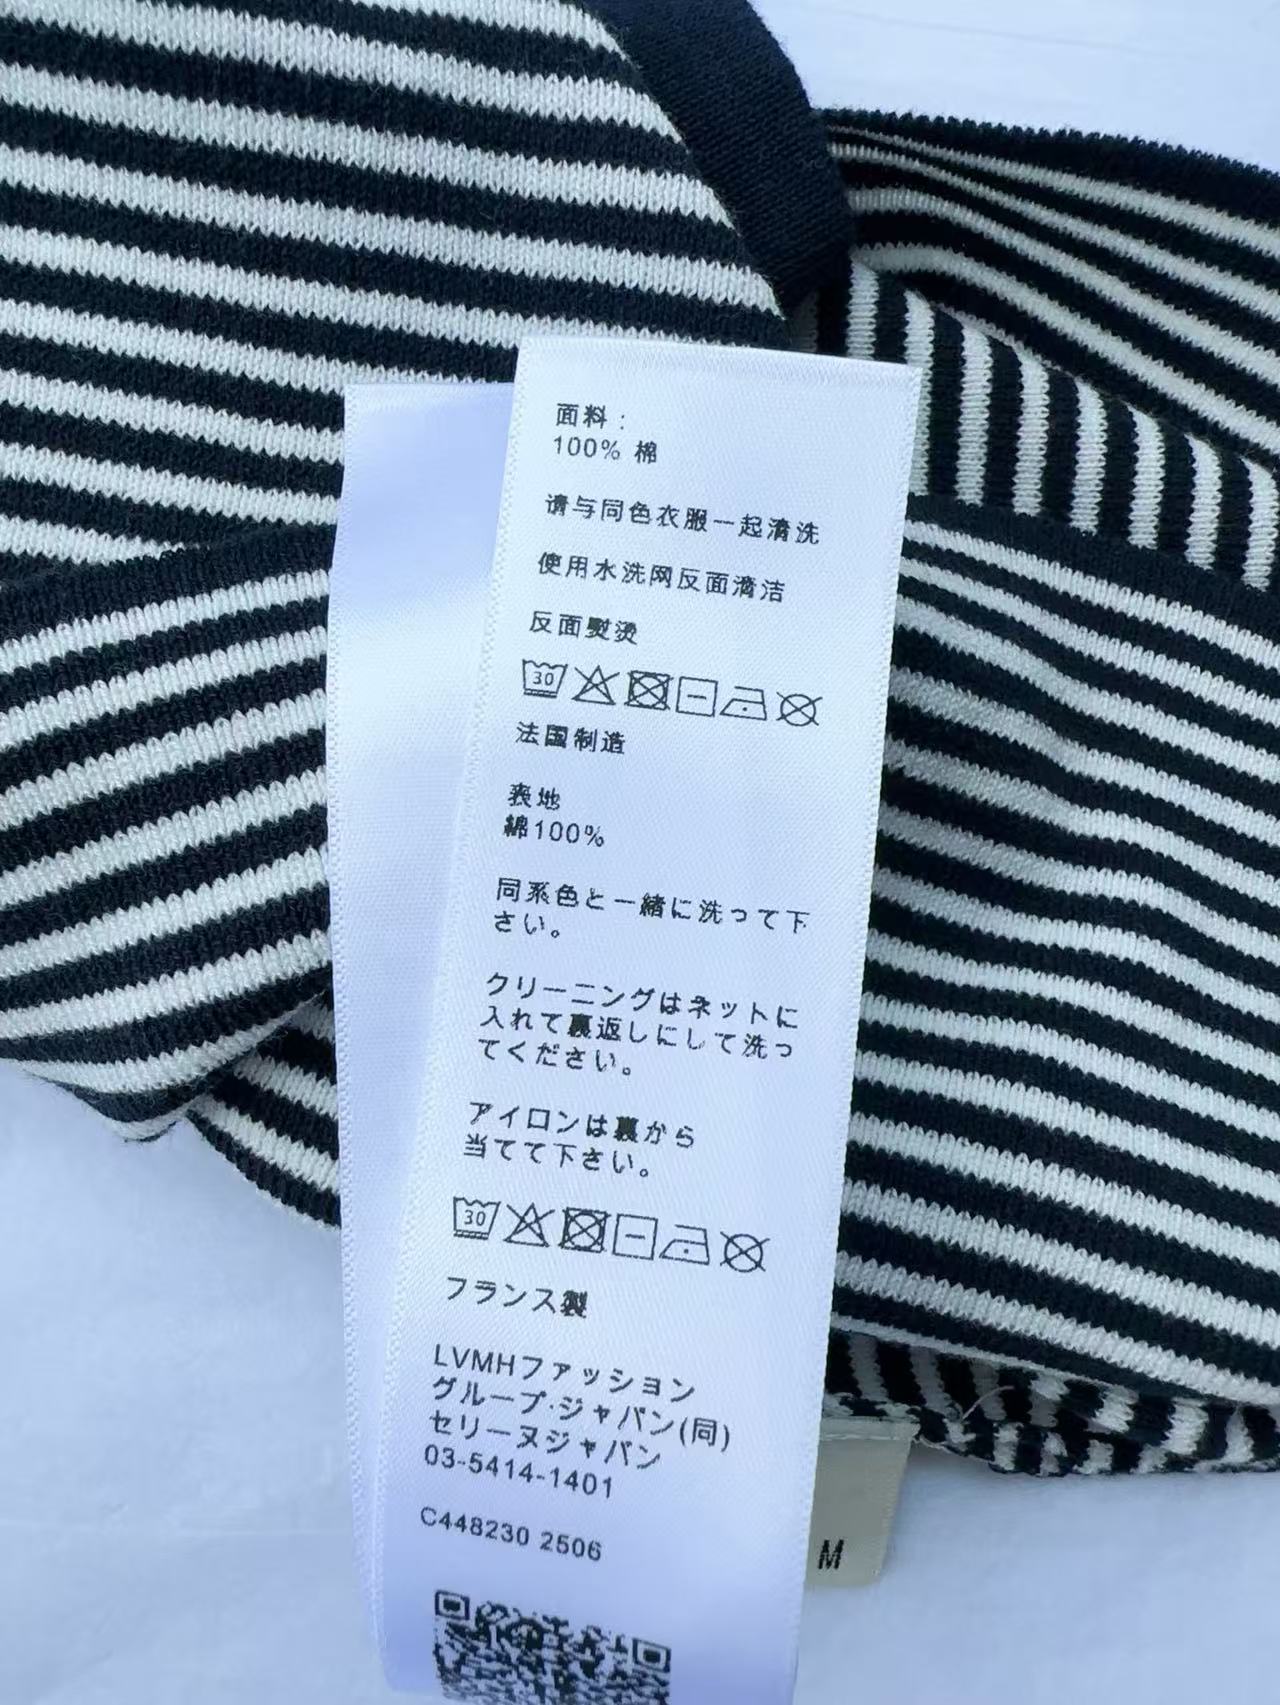 面料：
100% 棉
请与同色衣服一起清洗
使用水洗网反面清洁
反面熨烫
30
法国制造
表地
綿100%
同系色と一緒に洗って下
さい。
クリーニングはネットに
入れて裏返しにして洗っ
てください。
アイロンは裏から
当てて下さい。
30
フランス製
LVMHファッション
グループ·ジャパン(同)
セリーヌジャパン
03-5414-1401
C448230 2506
M